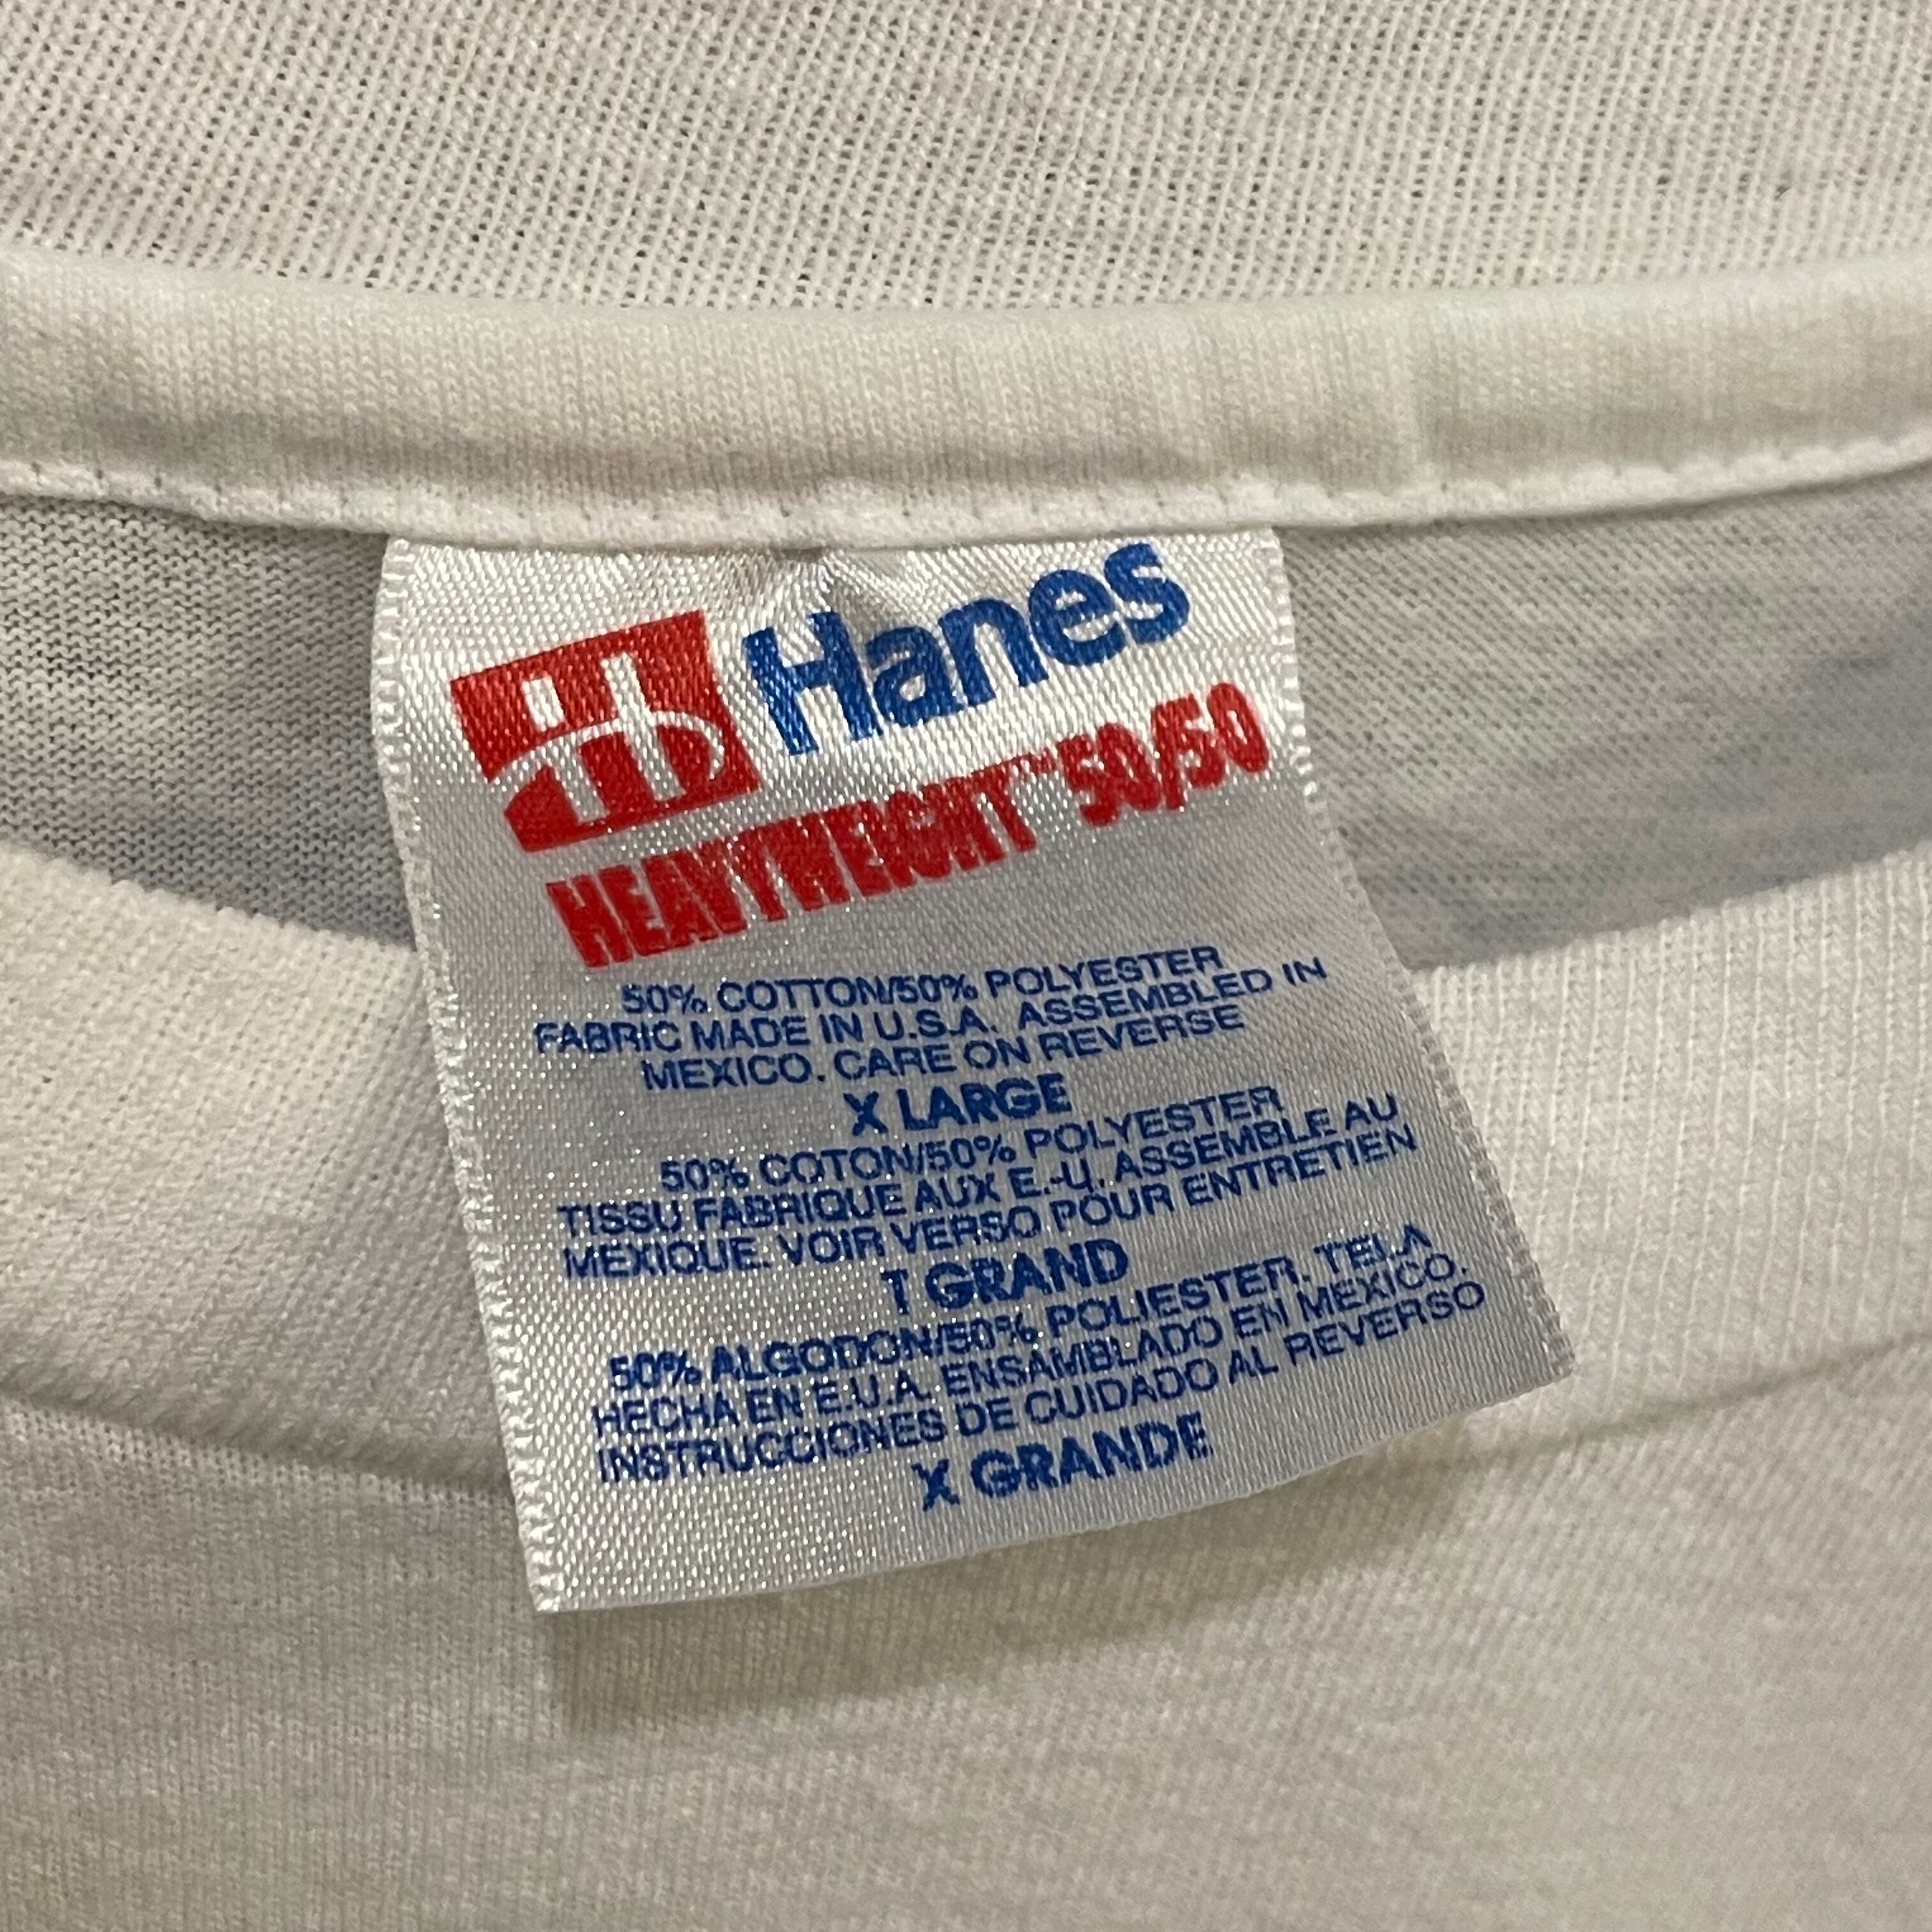 Hanes
HEAVYWEIGHT™ 50/50
50% COTTON/50% POLYESTER
FABRIC MADE IN U.S.A. ASSEMBLED IN
MEXICO. CARE ON REVERSE
X LARGE
50% COTON/50% POLYESTER
TISSU FABRIQUE AUX E.-U. ASSEMBLE AU
MEXIQUE. VOIR VERSO POUR ENTRETIEN
T GRAND
50% ALGODON/50% POLIESTER. TELA
HECHA EN E.U.A. ENSAMBLADO EN MEXICO.
INSTRUCCIONES DE CUIDADO AL REVERSO
X GRANDE